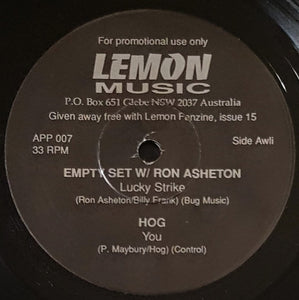 For promotional use only
LEMON
MUSIC
P.O. Box 651 Glebe NSW 2037 Australia
Given away free with Lemon Fanzine, issue 15
APP 007
33 RPM
Side Awli
EMPTY SET W/ RON ASHETON
Lucky Strike
(Ron Asheton/Billy Frank) (Bug Music)
HOG
You
(P. Maybury/Hog) (Control)